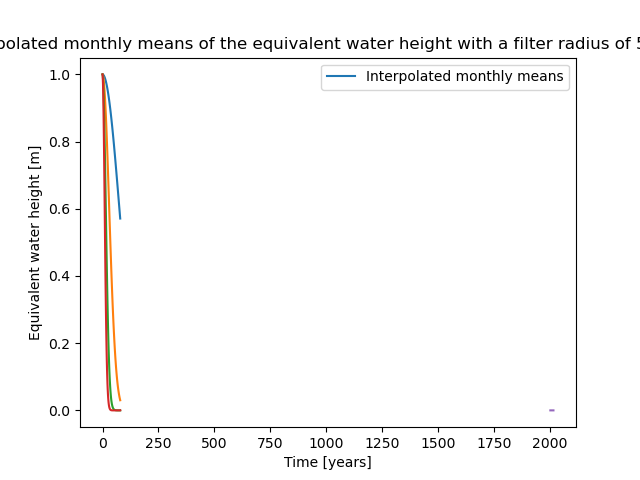 polated monthly means of the equivalent water height with a filter radius of 5
Interpolated monthly means
Equivalent water height [m]
1.0
0.8
0.6
0.4
0.2
0.0
0 250 500 750 1000 1250 1500 1750 2000
Time [years]